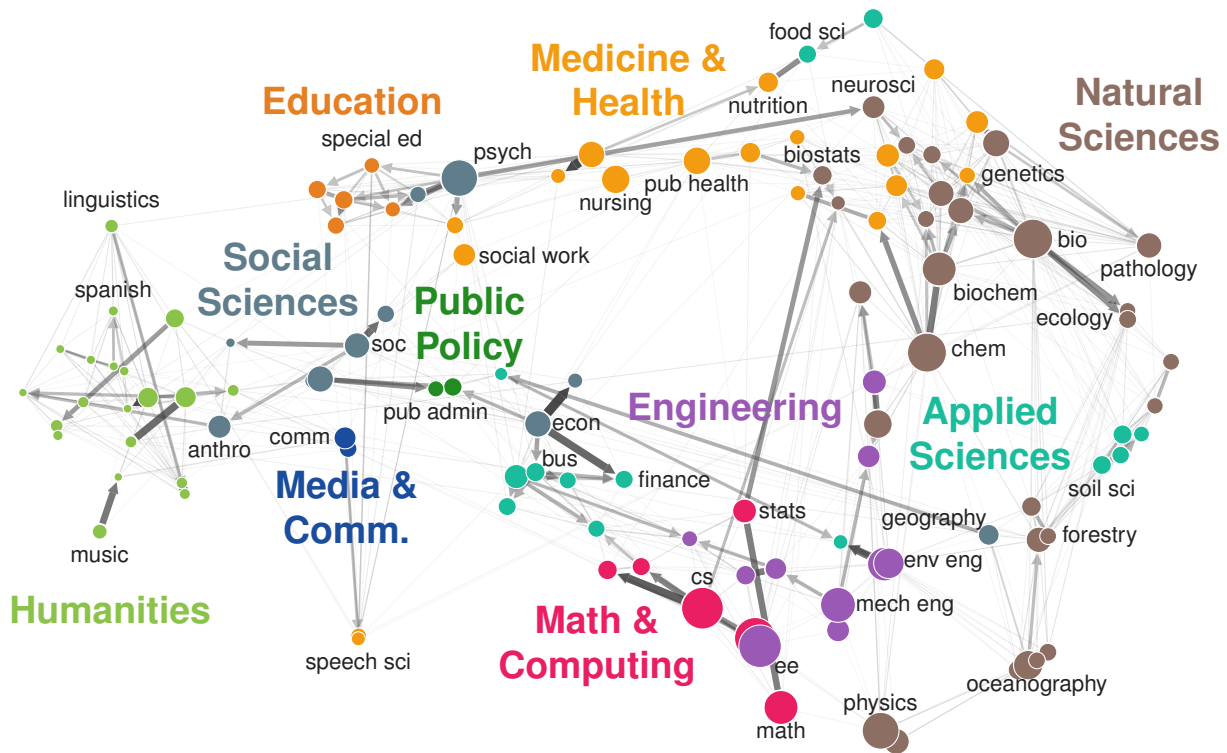 food sci
Medicine &
Health
neurosci
Natural
Sciences
Education
nutrition
special ed
psych
biostats
genetics
pub health
nursing
linguistics
bio
Social
Sciences
social work
pathology
spanish
Public
Policy
biochem
ecology
soc
chem
pub admin
Engineering
Applied
Sciences
econ
anthro
comm
bus
finance
soil sci
Media &
Comm.
stats
geography
forestry
music
env eng
cs
Humanities
mech eng
Math &
Computing
speech sci
ee
oceanography
physics
math